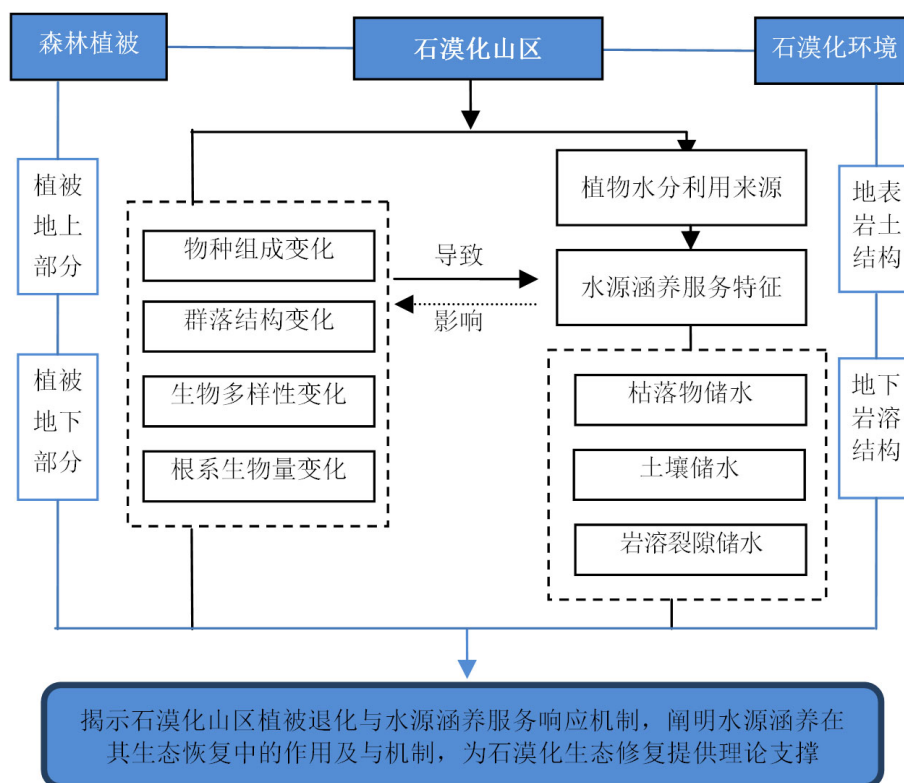 森林植被
石漠化山区
石漠化环境
植被
地上
部分
植被
地下
部分
物种组成变化
群落结构变化
生物多样性变化
根系生物量变化
导致
影响
植物水分利用来源
水源涵养服务特征
枯落物储水
土壤储水
岩溶裂隙储水
地表
岩土
结构
地下
岩溶
结构
揭示石漠化山区植被退化与水源涵养服务响应机制，阐明水源涵养在
其生态恢复中的作用及与机制，为石漠化生态修复提供理论支撑